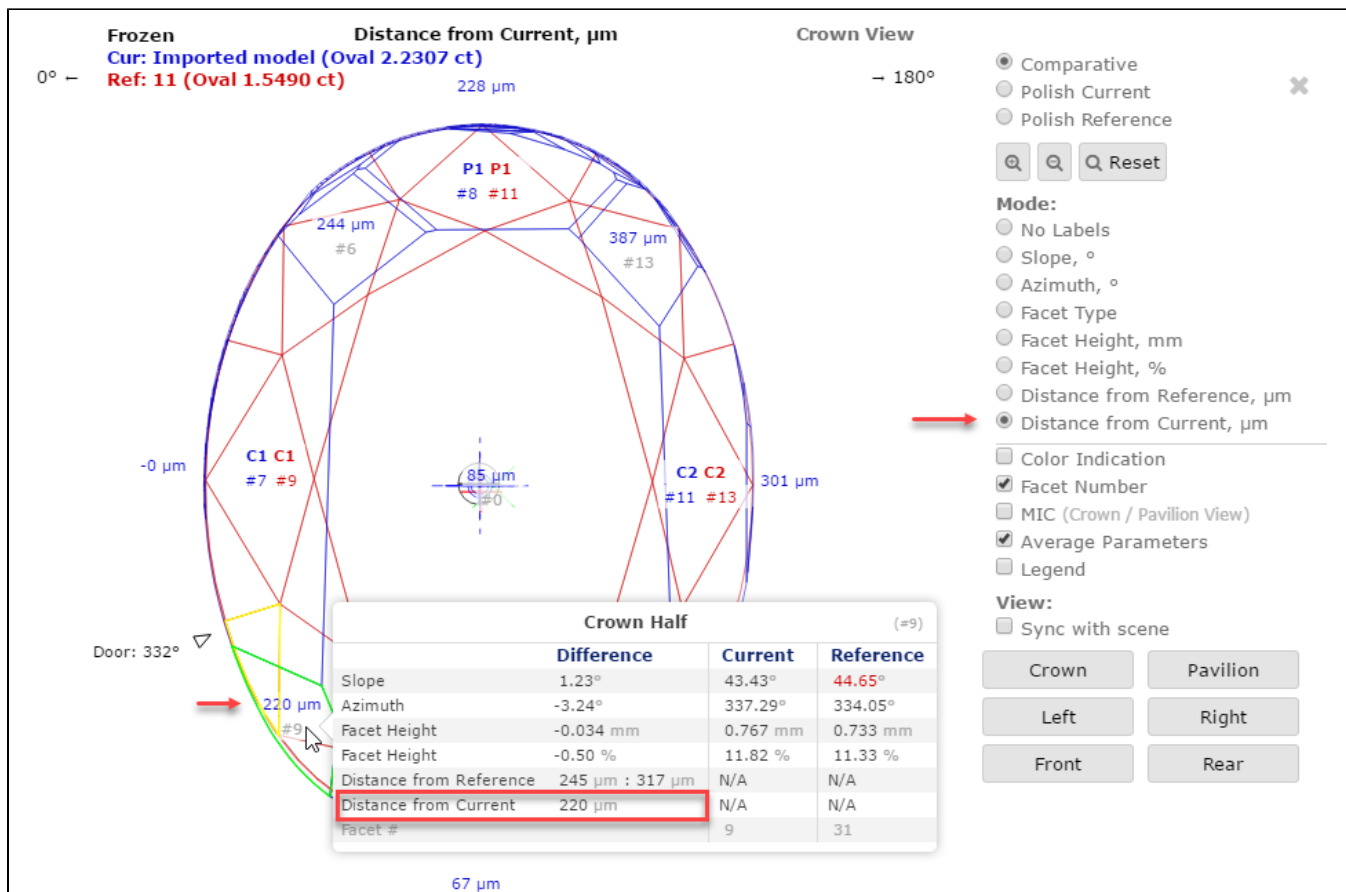 Frozen
Distance from Current, μm
Crown View
Cur: Imported model (Oval 2.2307 ct)
Ref: 11 (Oval 1.5490 ct)
0° ←
→ 180°
228 μm
P1 P1
#8 #11
244 μm
#6
387 μm
#13
-0 μm
C1 C1
#7 #9
85 μm
#0
C2 C2
#11 #13
301 μm
Door: 332°
220 μm
#9
67 μm
Crown Half (#9)
Difference Current Reference
Slope 1.23° 43.43° 44.65°
Azimuth -3.24° 337.29° 334.05°
Facet Height -0.034 mm 0.767 mm 0.733 mm
Facet Height -0.50 % 11.82 % 11.33 %
Distance from Reference 245 μm : 317 μm N/A N/A
Distance from Current 220 μm N/A N/A
Facet # 9 31
Comparative
Polish Current
Polish Reference
Reset
Mode:
No Labels
Slope, °
Azimuth, °
Facet Type
Facet Height, mm
Facet Height, %
Distance from Reference, μm
Distance from Current, μm
Color Indication
Facet Number
MIC (Crown / Pavilion View)
Average Parameters
Legend
View:
Sync with scene
Crown Pavilion
Left Right
Front Rear